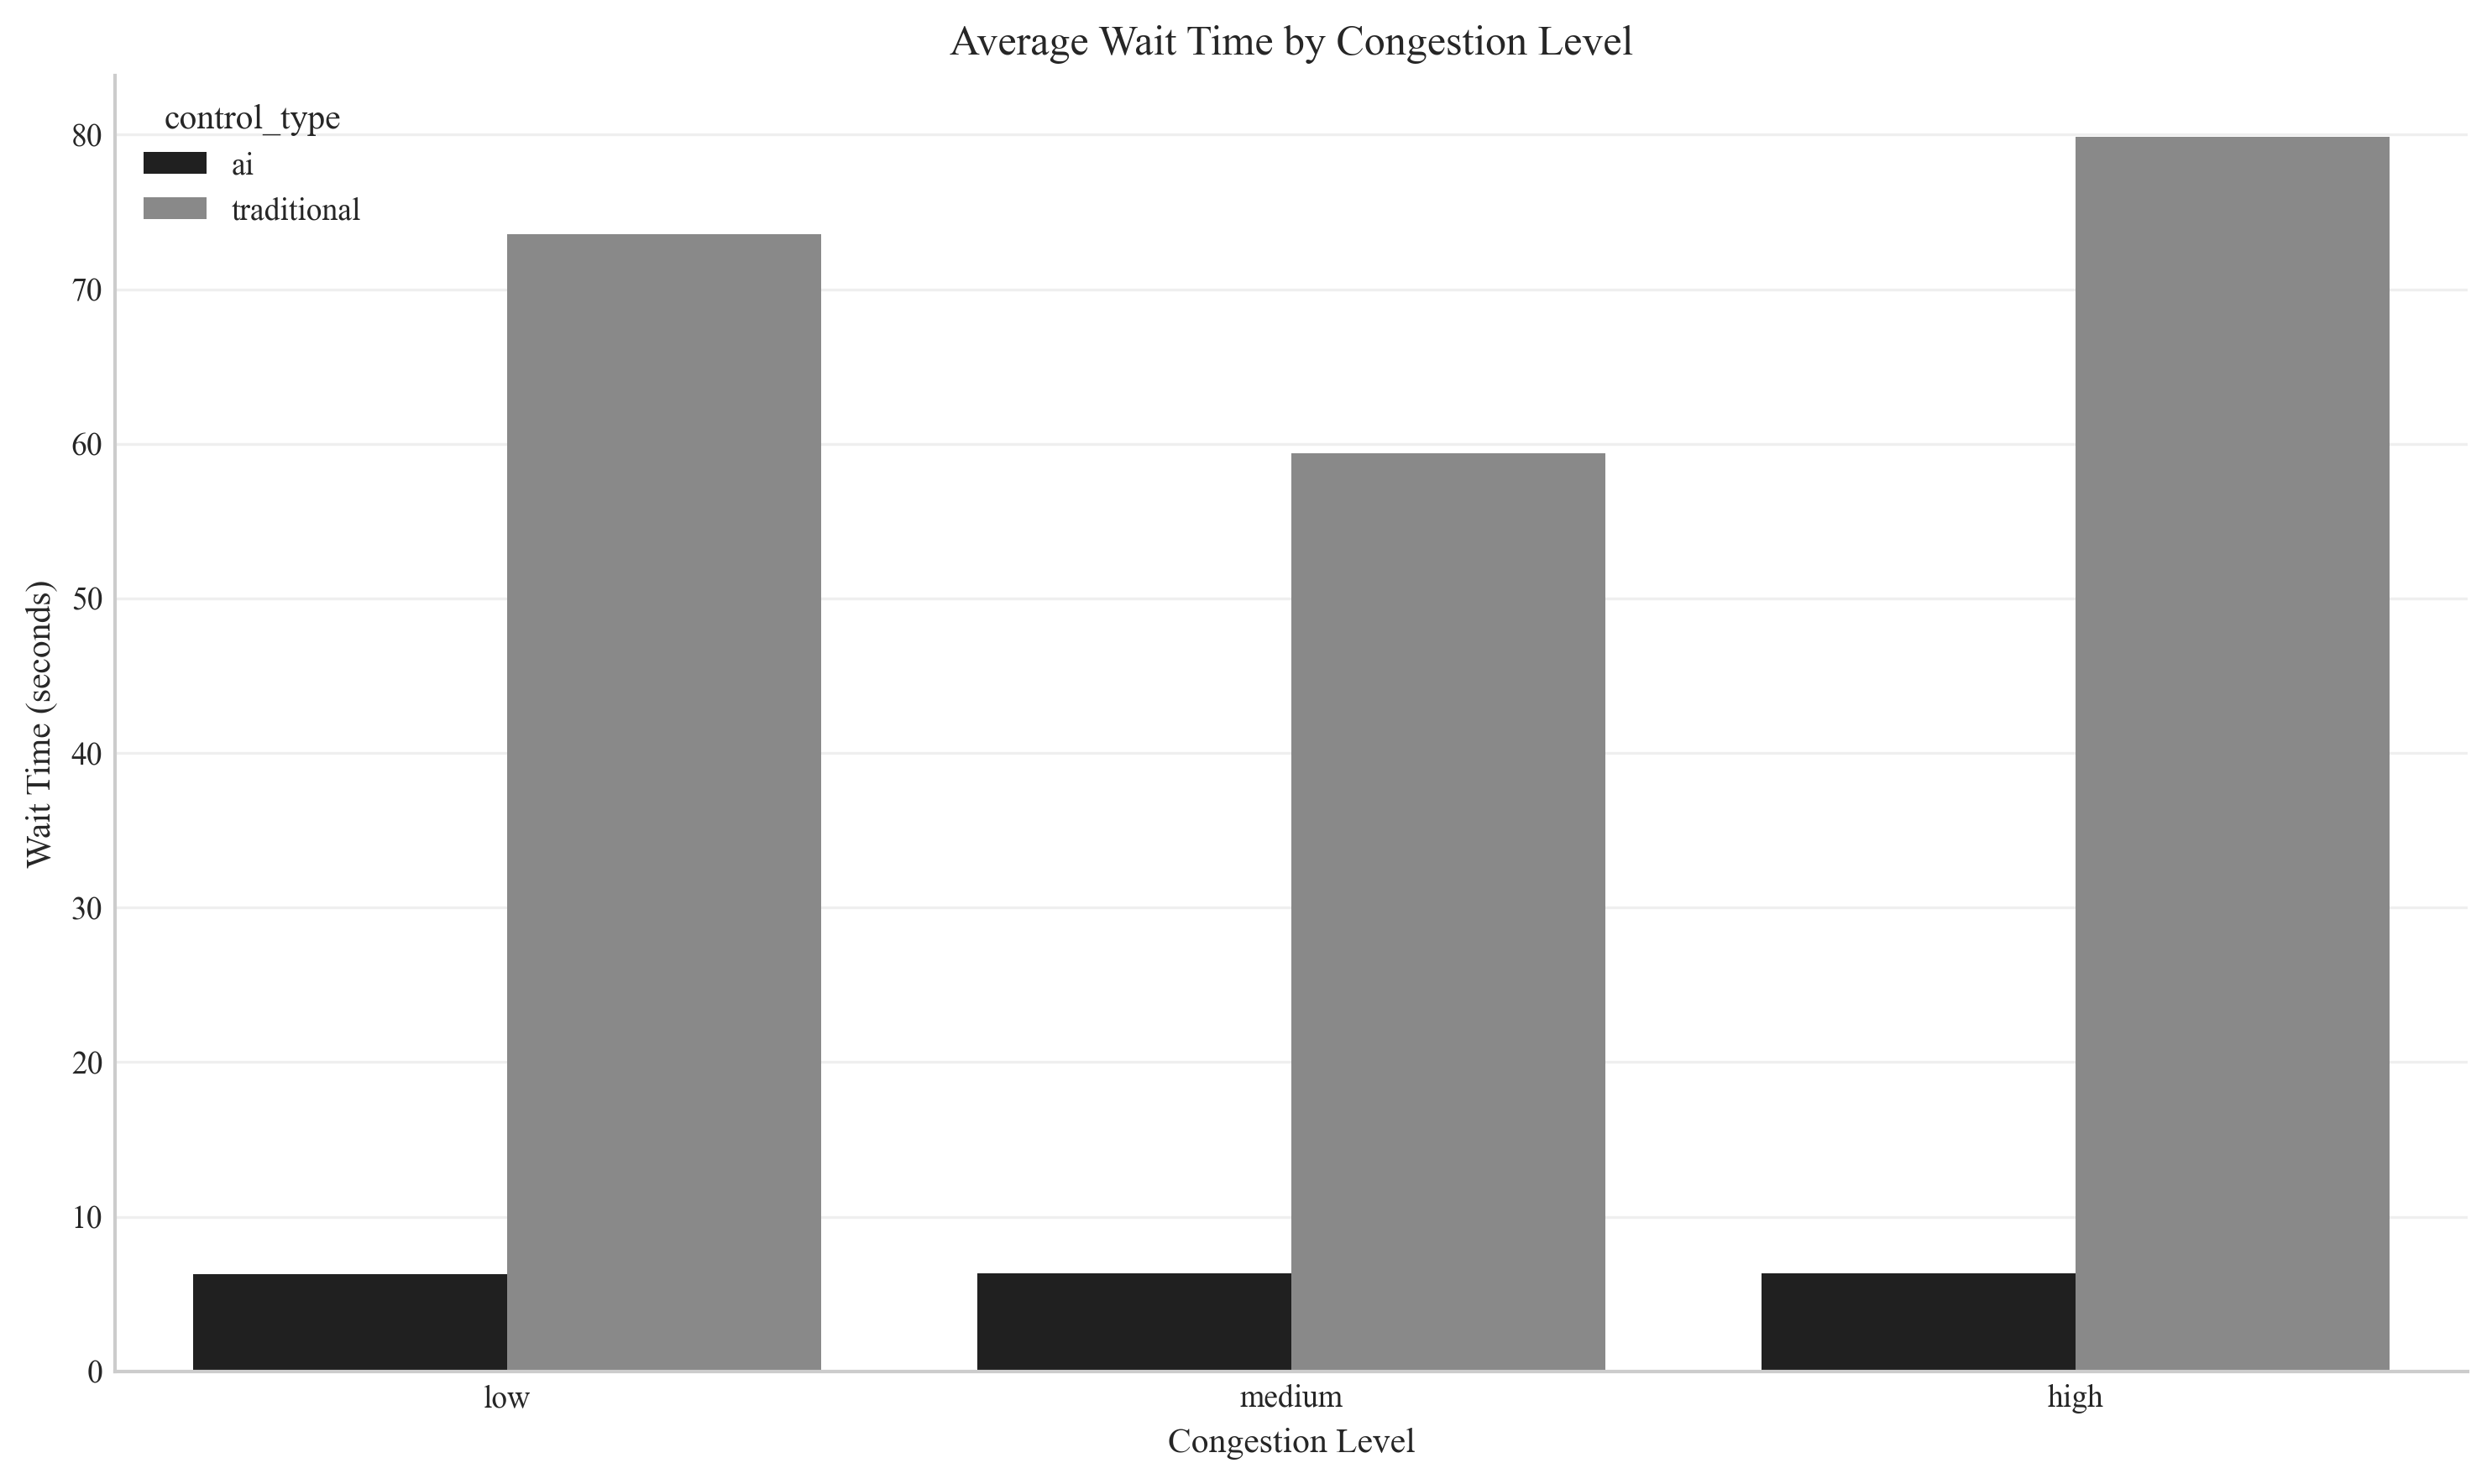 Average Wait Time by Congestion Level
control_type
ai
traditional
80
70
60
50
40
30
20
10
0
Wait Time (seconds)
low medium high
Congestion Level